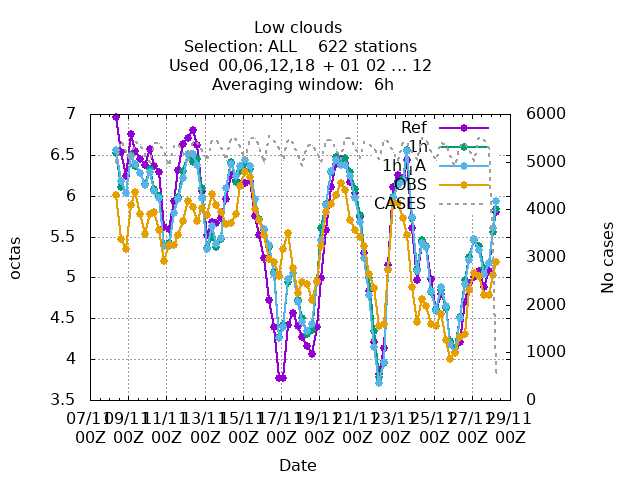 Low clouds
Selection: ALL    622 stations
Used  00,06,12,18 + 01 02 ... 12
Averaging window:  6h
7
6.5
6
5.5
5
4.5
4
3.5
octas
6000
5000
4000
3000
2000
1000
0
No cases
Ref
1h
1h_A
OBS
CASES
07/11 09/11 11/11 13/11 15/11 17/11 19/11 21/11 23/11 25/11 27/11 29/11
00Z 00Z 00Z 00Z 00Z 00Z 00Z 00Z 00Z 00Z 00Z 00Z
Date